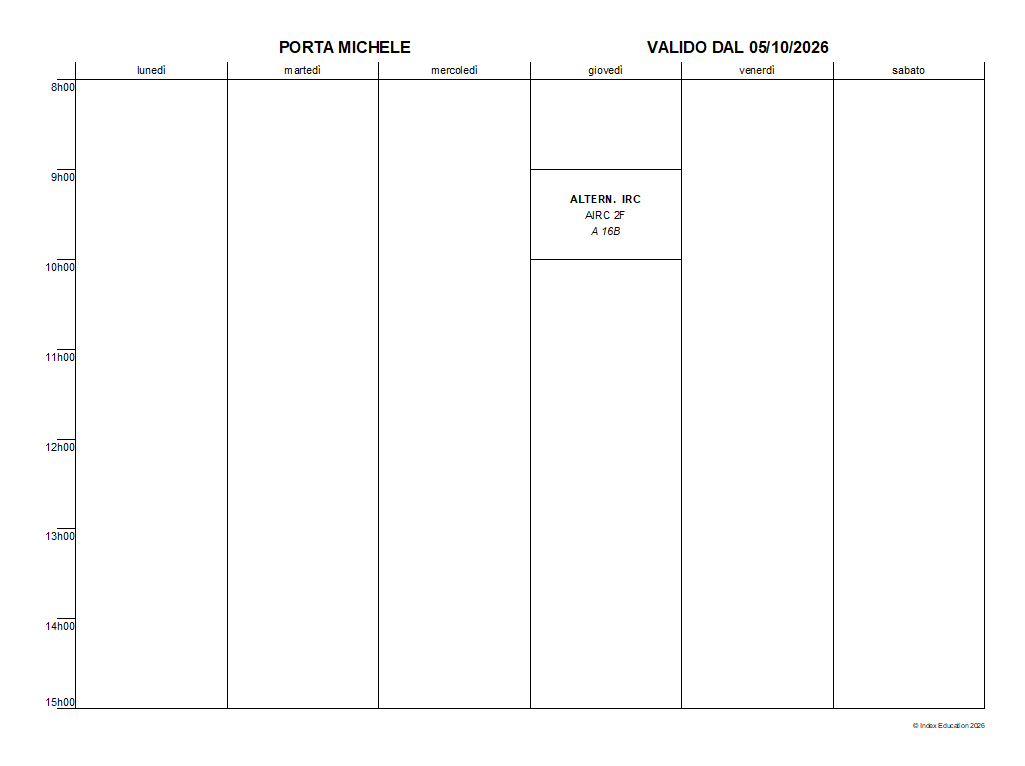 PORTA MICHELE VALIDO DAL 05/10/2026
lunedì martedì mercoledì giovedì venerdì sabato
8h00
9h00
ALTERN. IRC
AIRC 2F
A 16B
10h00
11h00
12h00
13h00
14h00
15h00
© Index Education 2026